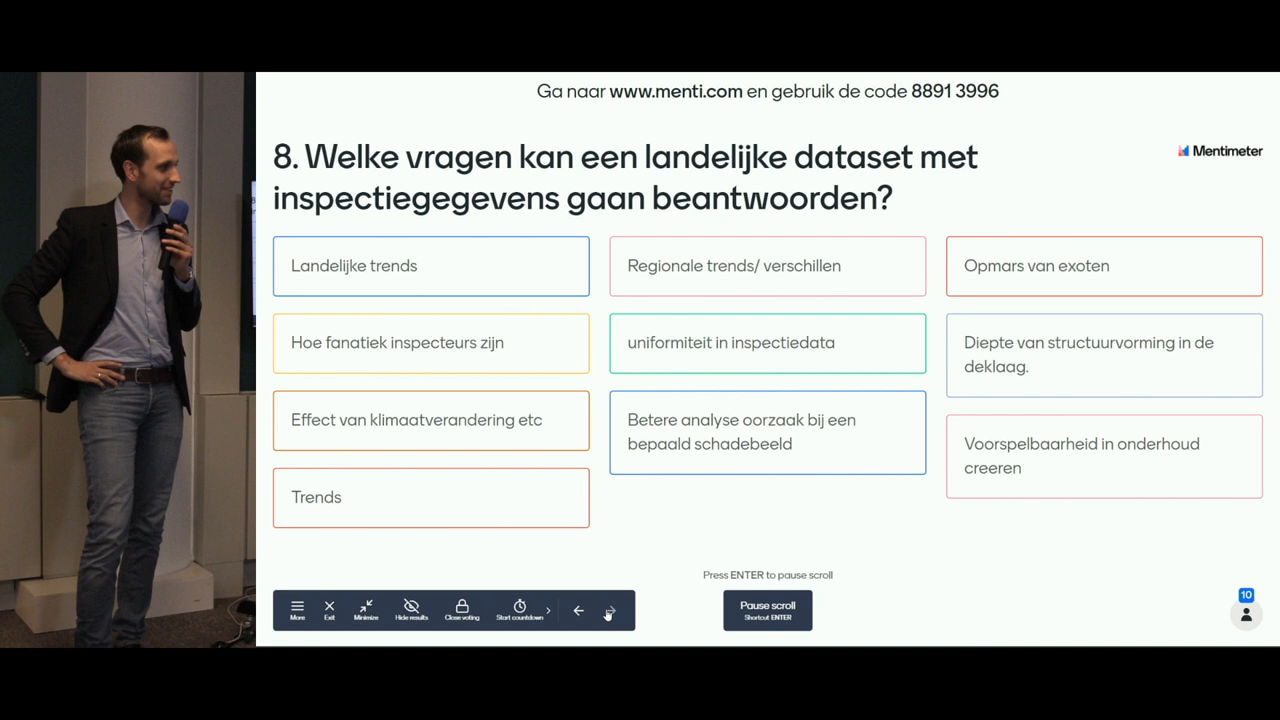 Ga naar www.menti.com en gebruik de code 8891 3996
8. Welke vragen kan een landelijke dataset met
inspectiegegevens gaan beantwoorden?
Mentimeter
Landelijke trends
Regionale trends/ verschillen
Opmars van exoten
Hoe fanatiek inspecteurs zijn
uniformiteit in inspectiedata
Diepte van structuurvorming in de
deklaag.
Effect van klimaatverandering etc
Betere analyse oorzaak bij een
bepaald schadebeeld
Voorspelbaarheid in onderhoud
creeren
Trends
Press ENTER to pause scroll
More
Exit
Minimize
Hide results
Close voting
Start countdown
Pause scroll
Shortcut ENTER
10